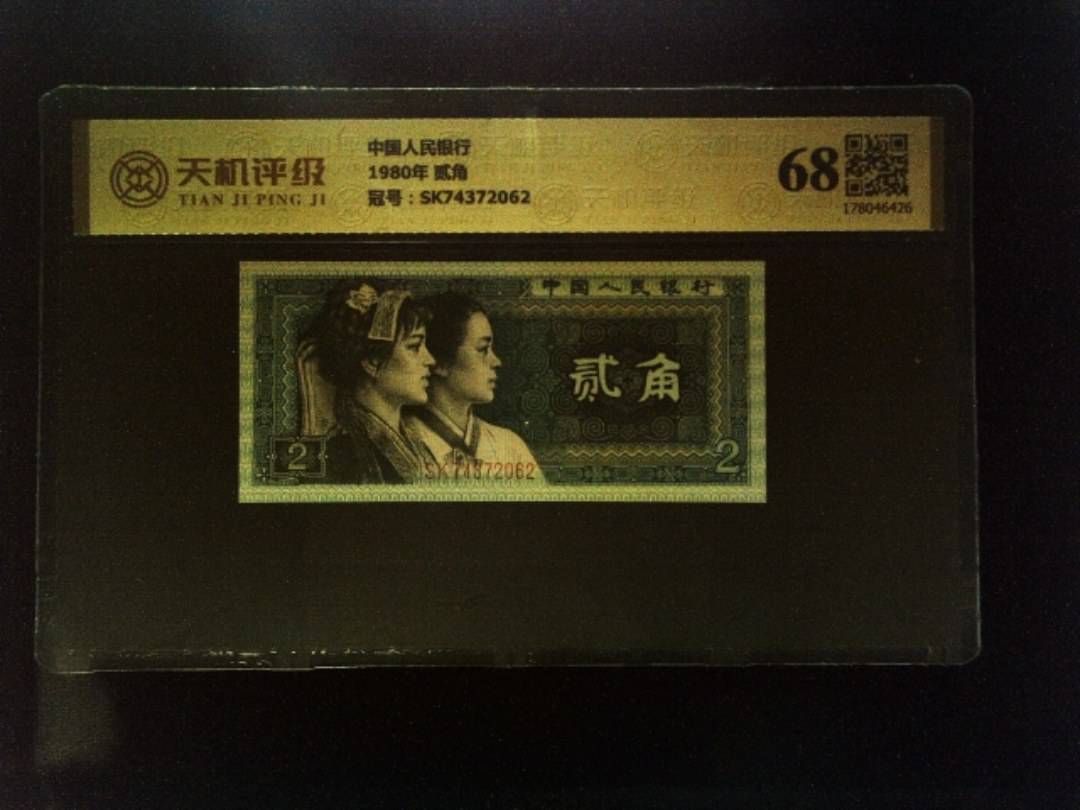 天机评级
TIAN JI PING JI
中国人民银行
1980年 贰角
冠号：SK74372062
68
178046426
中国人民银行
贰角
2
2
SK74372062